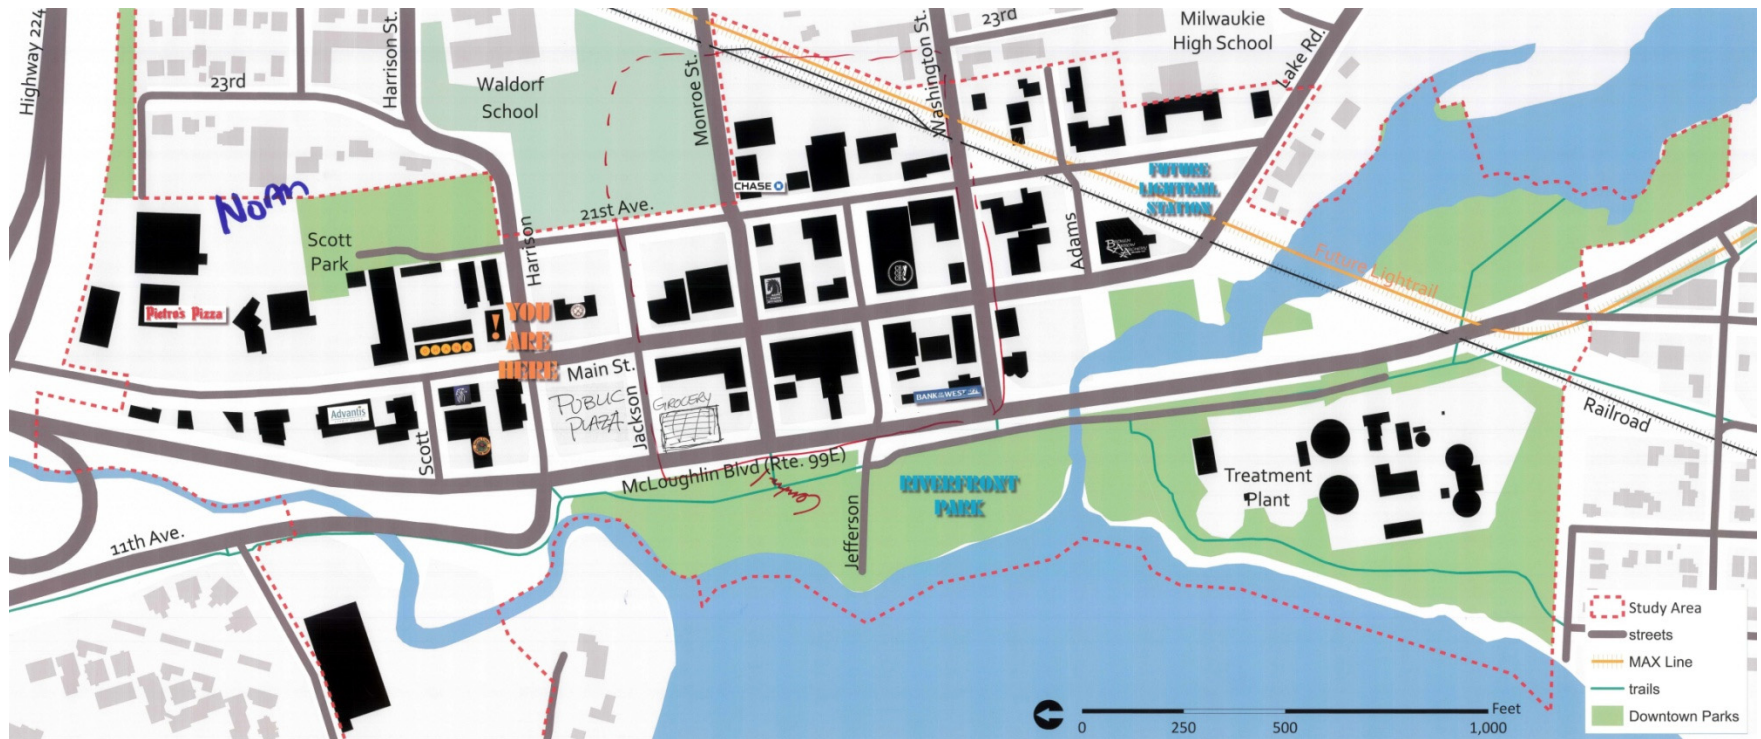 Highway 224
23rd
Harrison St.
Waldorf
School
Monroe St.
Washington St.
23rd
Milwaukie
High School
Lake Rd.
Noah
Scott
Park
21st Ave.
CHASE
FUTURE
LIGHTRAIL
STATION
Adams
Harrison
Future Lightrail
Pietro's Pizza
! YOU
ARE
HERE
Main St.
PUBLIC
PLAZA
Jackson
GROCERY
BANK OF THE WEST
Advantis
Scott
McLoughlin Blvd (Rte. 99E)
Jefferson
RIVERFRONT
PARK
Treatment
Plant
Railroad
11th Ave.
Study Area
streets
MAX Line
trails
Downtown Parks
Feet
0 250 500 1,000